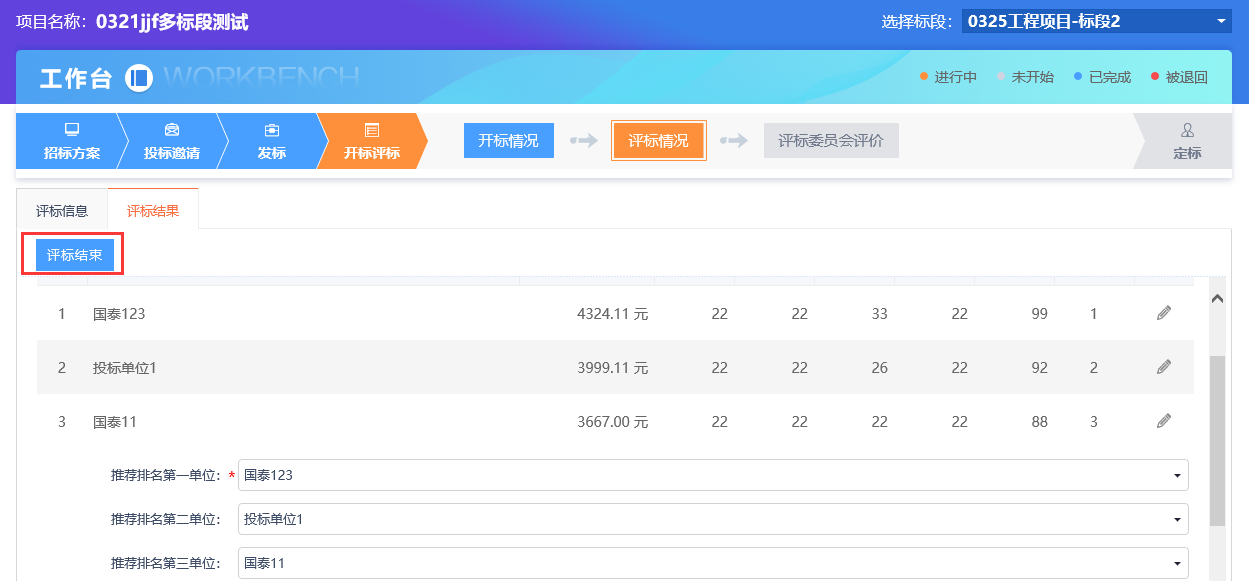 项目名称： 0321jjf多标段测试 选择标段： 0325工程项目-标段2
工作台 WORKBENCH 进行中 未开始 已完成 被退回
招标方案 投标邀请 发标 开标评标 开标情况 评标情况 评标委员会评价 定标
评标信息 评标结果
评标结束
1 国泰123 4324.11 元 22 22 33 22 99 1
2 投标单位1 3999.11 元 22 22 26 22 92 2
3 国泰11 3667.00 元 22 22 22 22 88 3
推荐排名第一单位： * 国泰123
推荐排名第二单位： 投标单位1
推荐排名第三单位： 国泰11